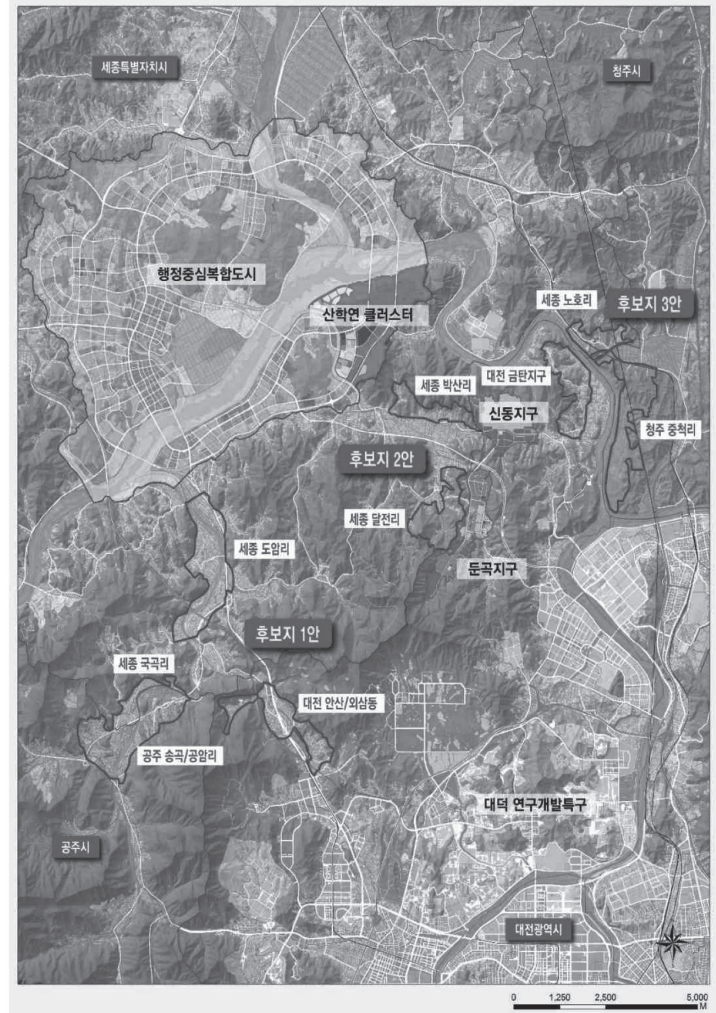 세종특별자치시
청주시
행정중심복합도시
세종 노호리
후보지 3안
산학연 클러스터
대전 금탄지구
세종 박산리
신동지구
청주 중척리
후보지 2안
세종 달전리
세종 도암리
둔곡지구
후보지 1안
세종 국곡리
대전 안산/외삼동
공주 송곡/공암리
대덕 연구개발특구
공주시
대전광역시
0 1,250 2,500 5,000
M